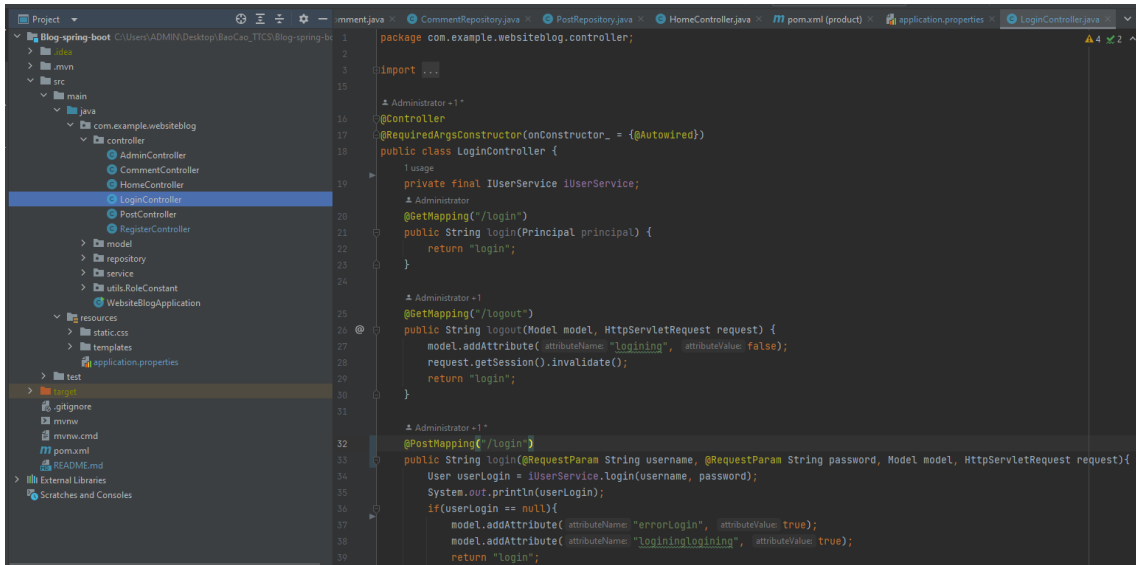 Project
mment.java
CommentRepository.java
PostRepository.java
HomeController.java
pom.xml (product)
application.properties
LoginController.java
Blog-spring-boot C:\Users\ADMIN\Desktop\BaoCao_TTCS\Blog-spring-bo
.idea
.mvn
src
main
java
com.example.websiteblog
controller
AdminController
CommentController
HomeController
LoginController
PostController
RegisterController
model
repository
service
utils.RoleConstant
WebsiteBlogApplication
resources
static.css
templates
application.properties
test
target
.gitignore
mvnw
mvnw.cmd
pom.xml
README.md
External Libraries
Scratches and Consoles
4 2
1 package com.example.websiteblog.controller;
2
3 import ...
15
Administrator +1 *
16 @Controller
17 @RequiredArgsConstructor(onConstructor_ = {@Autowired})
18 public class LoginController {
1 usage
19 private final IUserService iUserService;
Administrator
20 @GetMapping("/login")
21 public String login(Principal principal) {
22 return "login";
23 }
24
Administrator +1
25 @GetMapping("/logout")
26 @ public String logout(Model model, HttpServletRequest request) {
27 model.addAttribute( attributeName: "logining", attributeValue: false);
28 request.getSession().invalidate();
29 return "login";
30 }
31
Administrator +1 *
32 @PostMapping("/login")
33 public String login(@RequestParam String username, @RequestParam String password, Model model, HttpServletRequest request){
34 User userLogin = iUserService.login(username, password);
35 System.out.println(userLogin);
36 if(userLogin == null){
37 model.addAttribute( attributeName: "errorLogin", attributeValue: true);
38 model.addAttribute( attributeName: "logininglogining", attributeValue: true);
39 return "login";